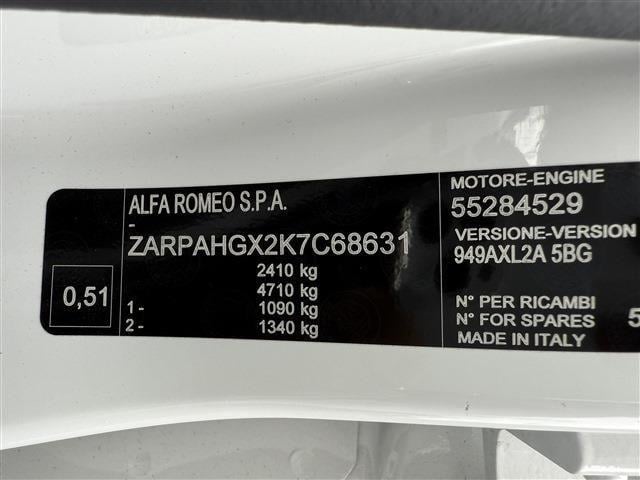 ALFA ROMEO S.P.A.
-
ZARPAHGX2K7C68631
2410 kg
4710 kg
1- 1090 kg
2- 1340 kg
0,51
MOTORE-ENGINE
55284529
VERSIONE-VERSION
949AXL2A 5BG
N° PER RICAMBI
N° FOR SPARES 5
MADE IN ITALY